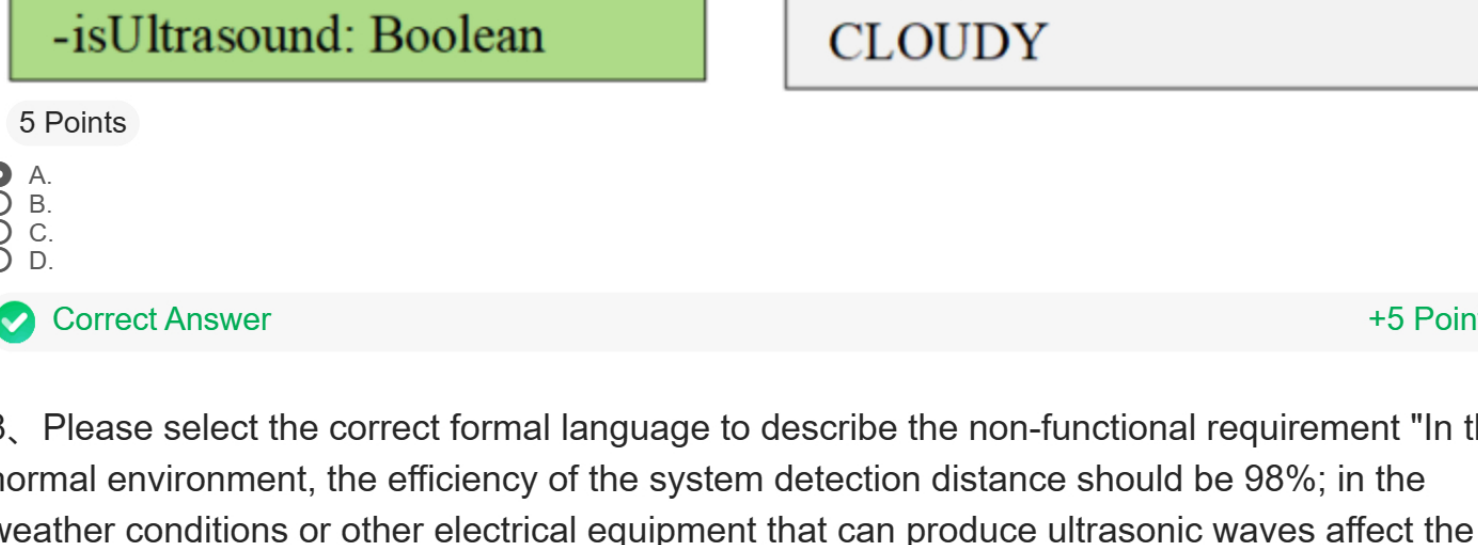 -isUltrasound: Boolean
CLOUDY
5 Points
A.
B.
C.
D.
Correct Answer
+5 Poin
、 Please select the correct formal language to describe the non-functional requirement "In
normal environment, the efficiency of the system detection distance should be 98%; in the
weather conditions or other electrical equipment that can produce ultrasonic waves affect the